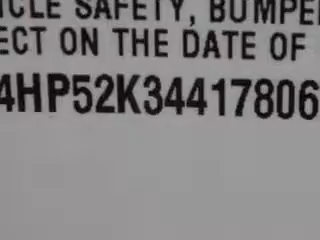 ICLE SAFETY, BUMPE
ECT ON THE DATE OF
4HP52K34417806